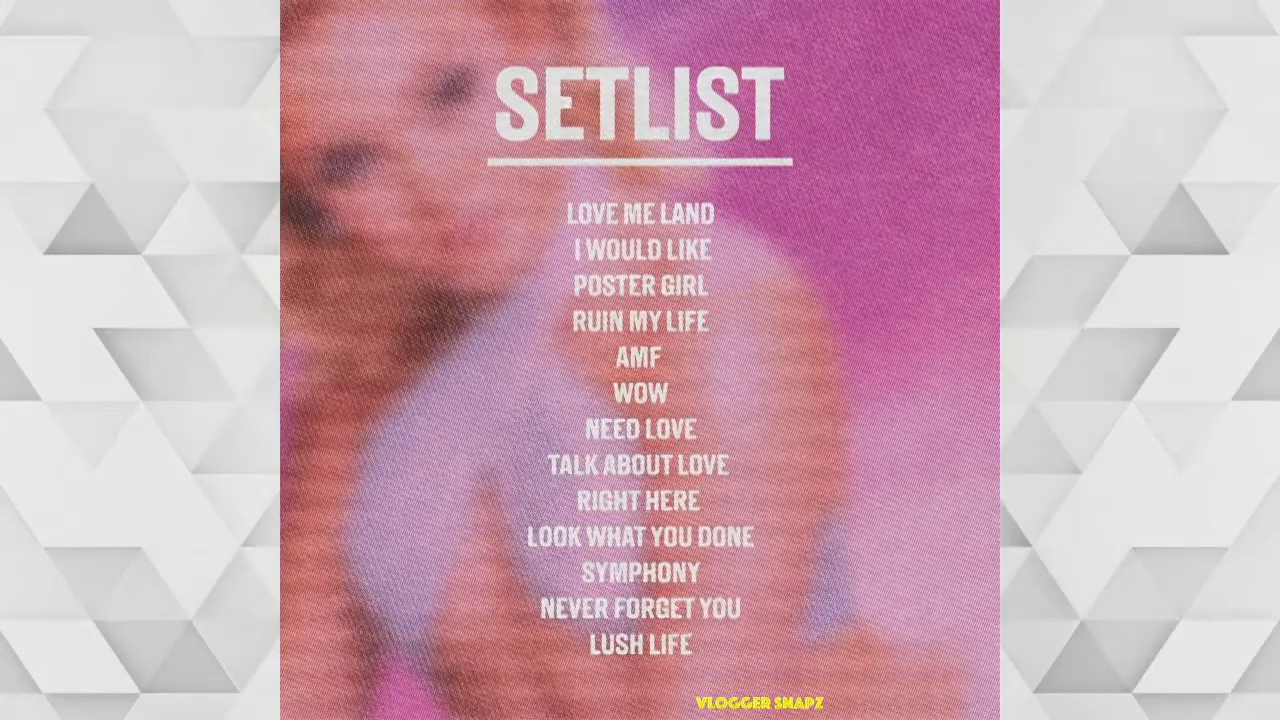 SETLIST
LOVE ME LAND
I WOULD LIKE
POSTER GIRL
RUIN MY LIFE
AMF
WOW
NEED LOVE
TALK ABOUT LOVE
RIGHT HERE
LOOK WHAT YOU DONE
SYMPHONY
NEVER FORGET YOU
LUSH LIFE
VLOGGER SNAPZ